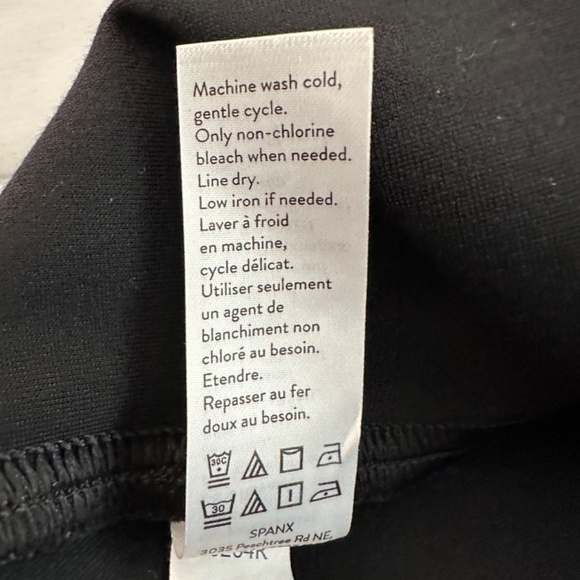 Machine wash cold,
gentle cycle.
Only non-chlorine
bleach when needed.
Line dry.
Low iron if needed.
Laver à froid
en machine,
cycle délicat.
Utiliser seulement
un agent de
blanchiment non
chloré au besoin.
Etendre.
Repasser au fer
doux au besoin.
30C
30
SPANX
3035 Peachtree Rd NE,